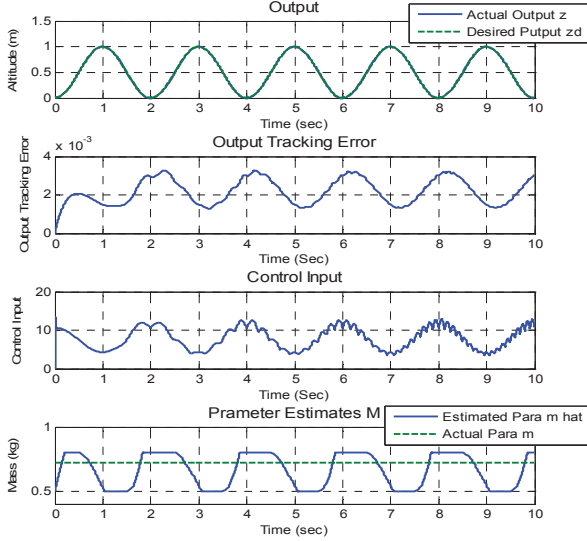 Output
Actual Output z
Desired Putput zd
Altitude (m)
1.5
1
0.5
0
0 1 2 3 4 5 6 7 8 9 10
Time (sec)
Output Tracking Error
x 10-3
Output Tracking Error
4
2
0
0 1 2 3 4 5 6 7 8 9 10
Time (Sec)
Control Input
Control Input
20
10
0
0 1 2 3 4 5 6 7 8 9 10
Time (Sec)
Prameter Estimates M
Estimated Para m hat
Actual Para m
Mass (kg)
1
0.5
0 1 2 3 4 5 6 7 8 9 10
Time (sec)